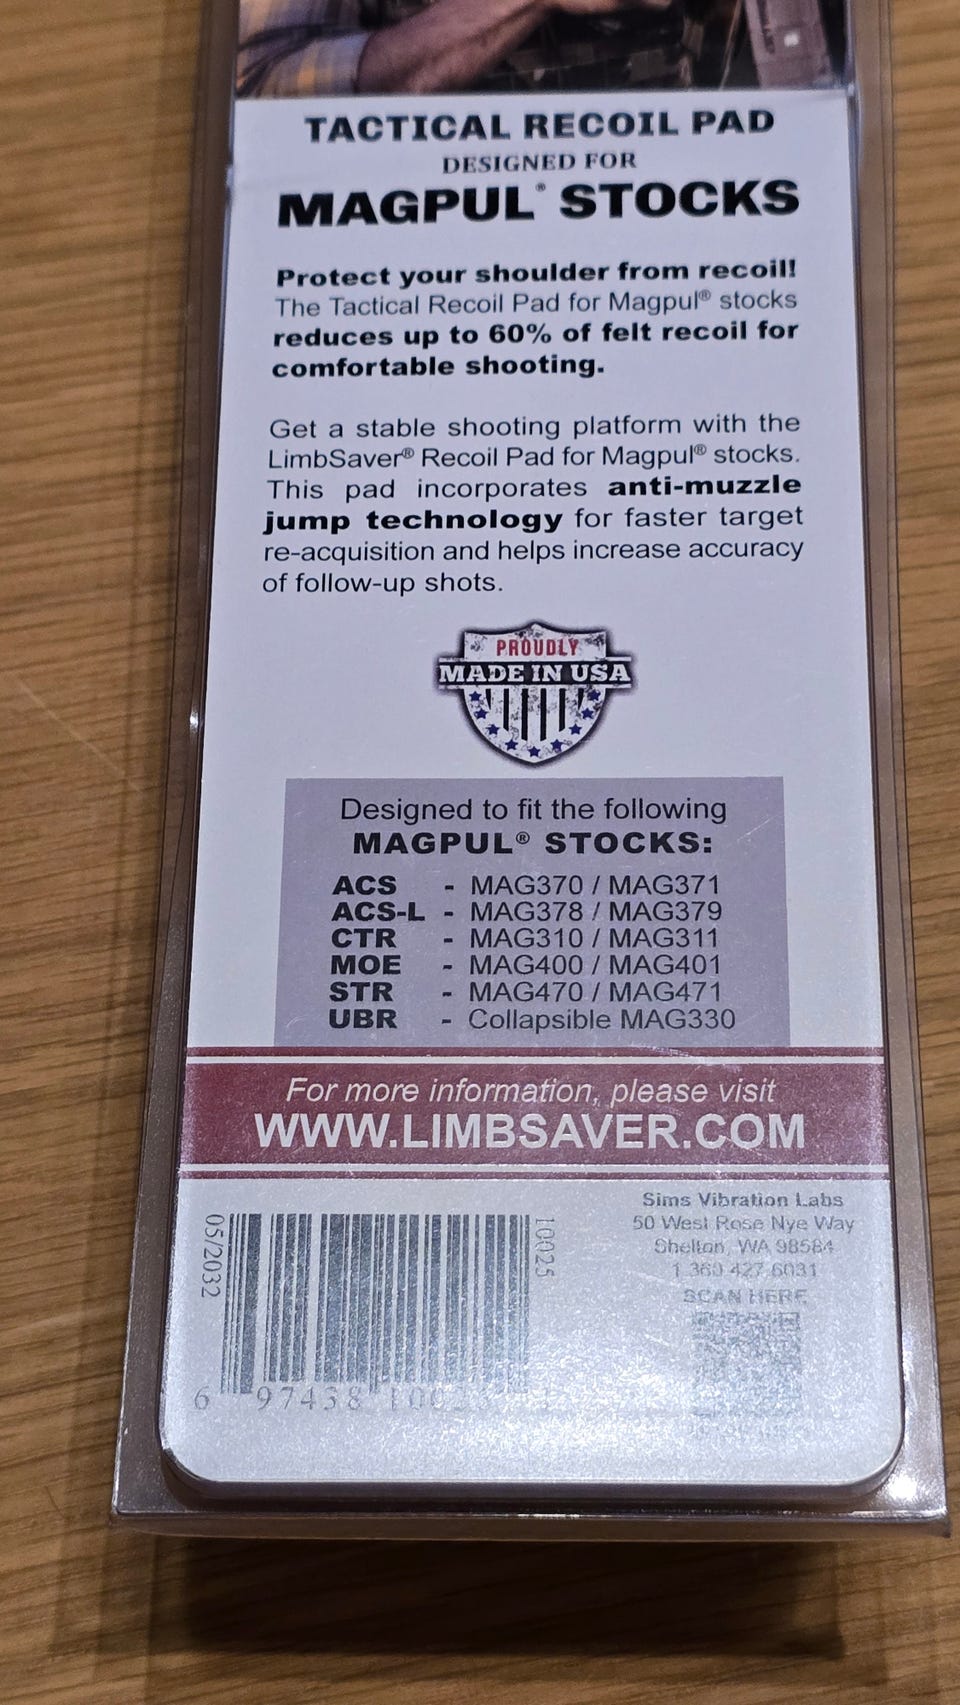 TACTICAL RECOIL PAD
DESIGNED FOR
MAGPUL® STOCKS
Protect your shoulder from recoil!
The Tactical Recoil Pad for Magpul® stocks
reduces up to 60% of felt recoil for
comfortable shooting.
Get a stable shooting platform with the
LimbSaver® Recoil Pad for Magpul® stocks.
This pad incorporates anti-muzzle
jump technology for faster target
re-acquisition and helps increase accuracy
of follow-up shots.
PROUDLY
MADE IN USA
Designed to fit the following
MAGPUL® STOCKS:
ACS - MAG370 / MAG371
ACS-L - MAG378 / MAG379
CTR - MAG310 / MAG311
MOE - MAG400 / MAG401
STR - MAG470 / MAG471
UBR - Collapsible MAG330
For more information, please visit
WWW.LIMBSAVER.COM
05/2032
10025
6 97438
Sims Vibration Labs
50 West Rose Nye Way
Shelton, WA 98584
1 360 427 6031
SCAN HERE